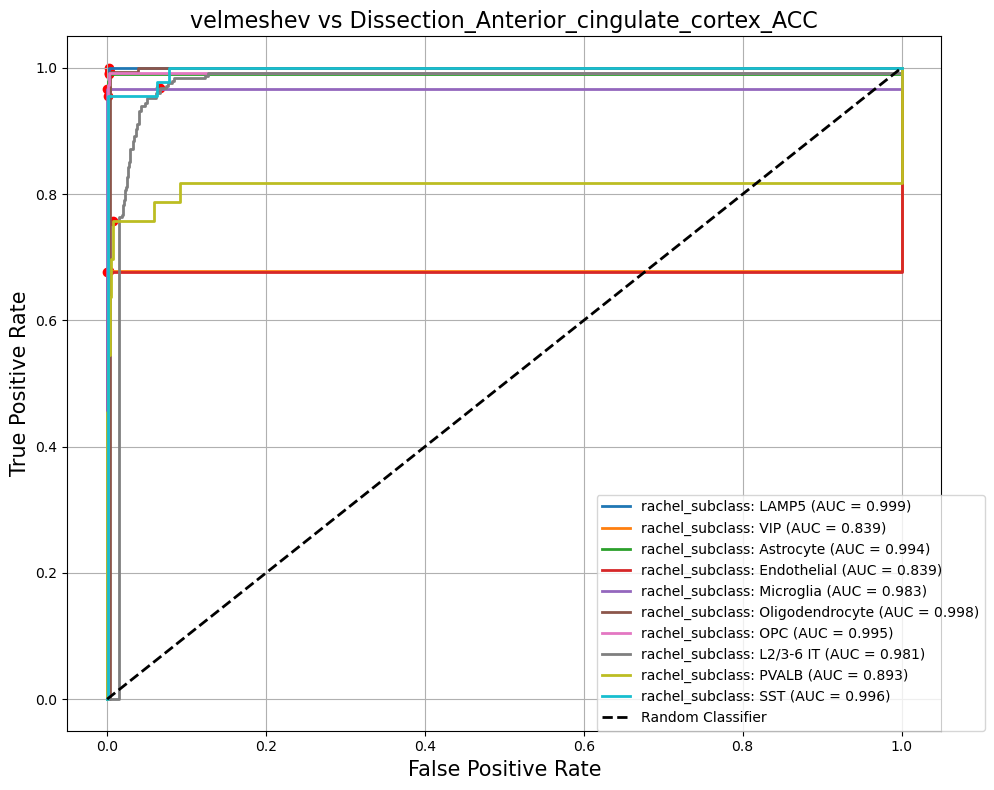 velmeshev vs Dissection_Anterior_cingulate_cortex_ACC
True Positive Rate
1.0
0.8
0.6
0.4
0.2
0.0
0.0
0.2
0.4
0.6
0.8
1.0
False Positive Rate
rachel_subclass: LAMP5 (AUC = 0.999)
rachel_subclass: VIP (AUC = 0.839)
rachel_subclass: Astrocyte (AUC = 0.994)
rachel_subclass: Endothelial (AUC = 0.839)
rachel_subclass: Microglia (AUC = 0.983)
rachel_subclass: Oligodendrocyte (AUC = 0.998)
rachel_subclass: OPC (AUC = 0.995)
rachel_subclass: L2/3-6 IT (AUC = 0.981)
rachel_subclass: PVALB (AUC = 0.893)
rachel_subclass: SST (AUC = 0.996)
Random Classifier